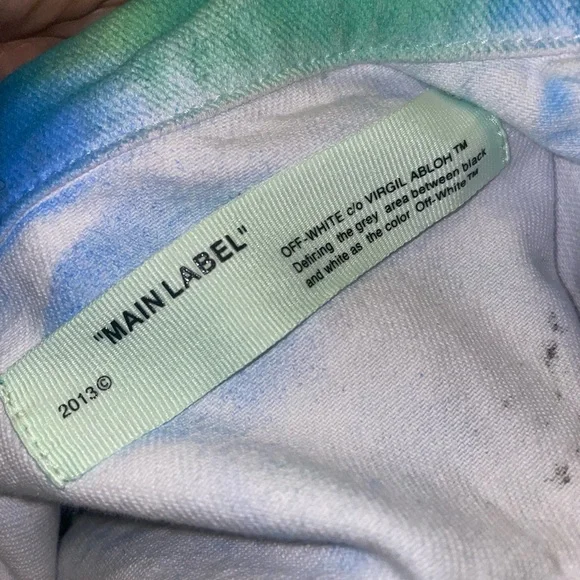 "MAIN LABEL"
2013©
OFF-WHITE c/o VIRGIL ABLOH™
Defining the grey area between black
and white as the color Off-White™